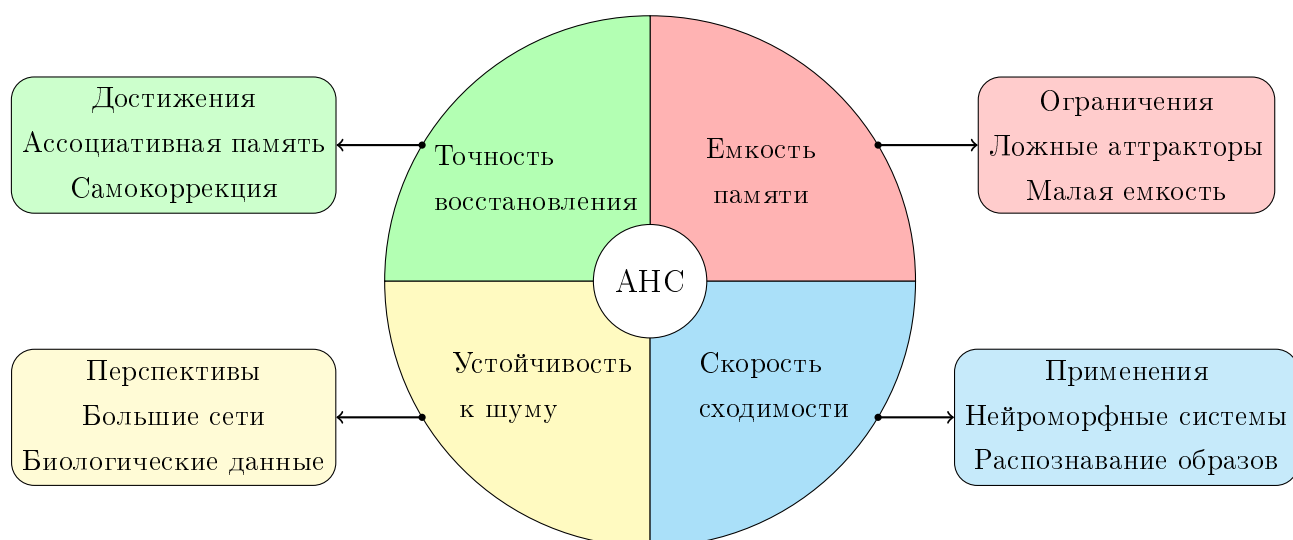 Достижения
Ассоциативная память
Самокоррекция
Точность
восстановления
Емкость
памяти
Ограничения
Ложные аттракторы
Малая емкость
АНС
Перспективы
Большие сети
Биологические данные
Устойчивость
к шуму
Скорость
сходимости
Применения
Нейроморфные системы
Распознавание образов